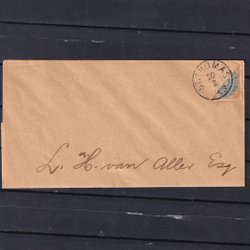 ST. THOMAS
L. H. van Aller Esq